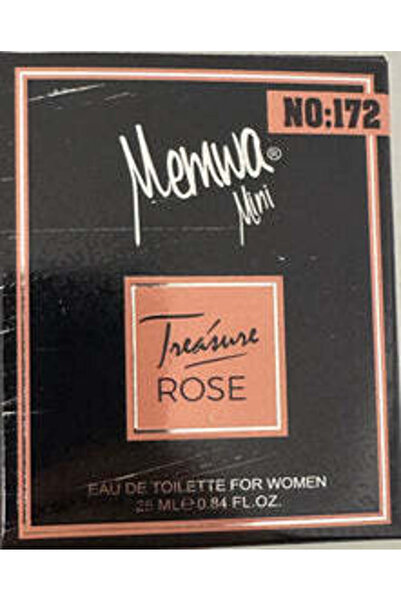 NO:172
Memwa®
Mini
Treasure
ROSE
EAU DE TOILETTE FOR WOMEN
25 ML℮0.84 FL.OZ.